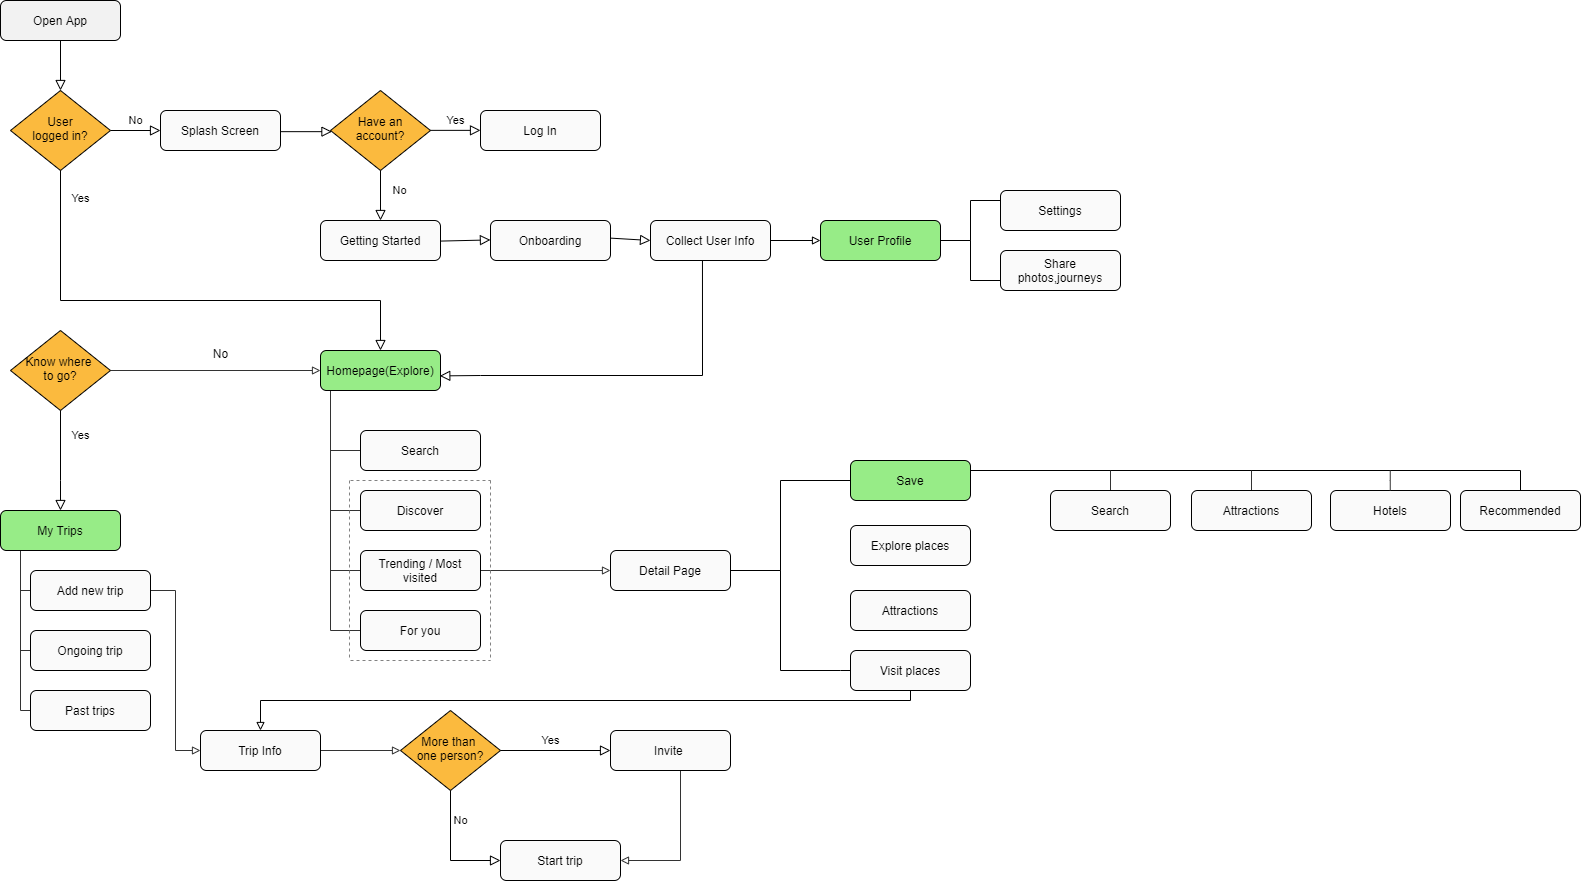 Open App
User
logged in?
No
Splash Screen
Have an
account?
Yes
Log In
Yes
No
Getting Started
Onboarding
Collect User Info
User Profile
Settings
Share
photos,journeys
Know where
to go?
No
Homepage(Explore)
Yes
Search
Discover
Trending / Most
visited
For you
Detail Page
Save
Explore places
Attractions
Visit places
Search
Attractions
Hotels
Recommended
My Trips
Add new trip
Ongoing trip
Past trips
Trip Info
More than
one person?
Yes
Invite
No
Start trip